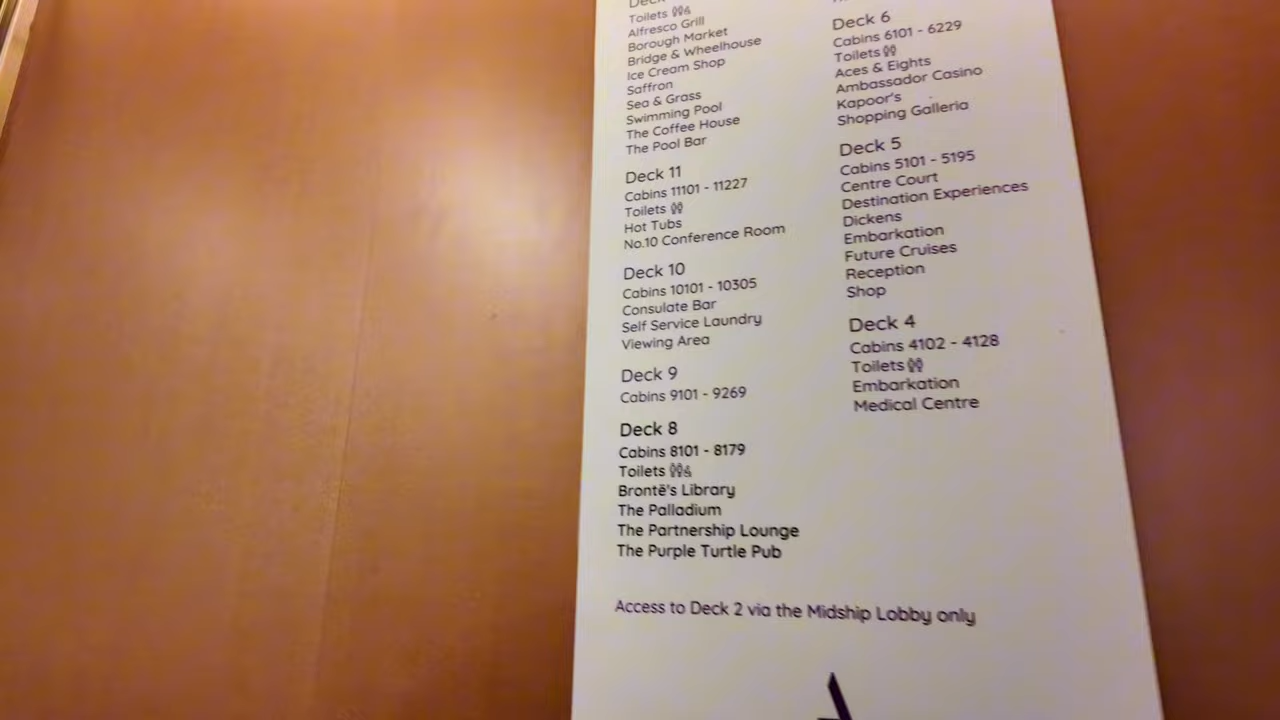 Deck
Toilets
Alfresco Grill
Borough Market
Bridge & Wheelhouse
Ice Cream Shop
Saffron
Sea & Grass
Swimming Pool
The Coffee House
The Pool Bar
Deck 11
Cabins 11101 - 11227
Toilets
Hot Tubs
No.10 Conference Room
Deck 10
Cabins 10101 - 10305
Consulate Bar
Self Service Laundry
Viewing Area
Deck 9
Cabins 9101 - 9269
Deck 8
Cabins 8101 - 8179
Toilets
Brontë's Library
The Palladium
The Partnership Lounge
The Purple Turtle Pub
Deck 6
Cabins 6101 - 6229
Toilets
Aces & Eights
Ambassador Casino
Kapoor's
Shopping Galleria
Deck 5
Cabins 5101 - 5195
Centre Court
Destination Experiences
Dickens
Embarkation
Future Cruises
Reception
Shop
Deck 4
Cabins 4102 - 4128
Toilets
Embarkation
Medical Centre
Access to Deck 2 via the Midship Lobby only